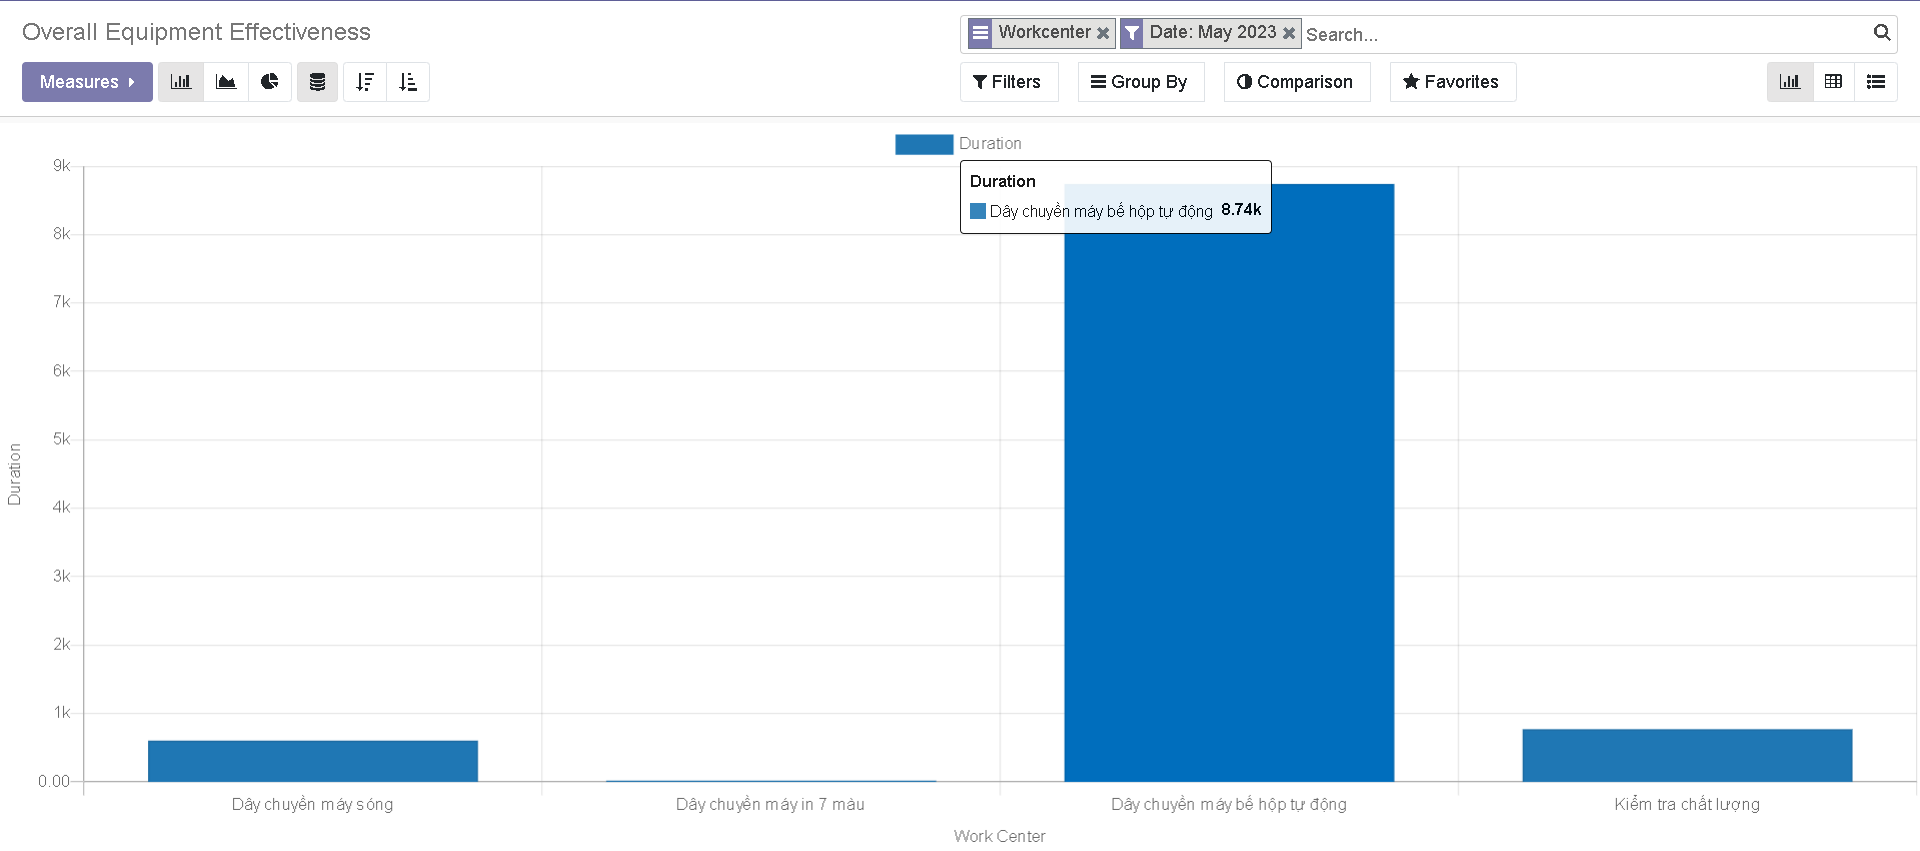 Overall Equipment Effectiveness
Workcenter
Date: May 2023
Search...
Measures
Filters
Group By
Comparison
Favorites
Duration
Duration
Dây chuyền máy bế hộp tự động 8.74k
9k
8k
7k
6k
5k
4k
3k
2k
1k
0.00
Duration
Dây chuyền máy sóng
Dây chuyền máy in 7 màu
Dây chuyền máy bế hộp tự động
Kiểm tra chất lượng
Work Center